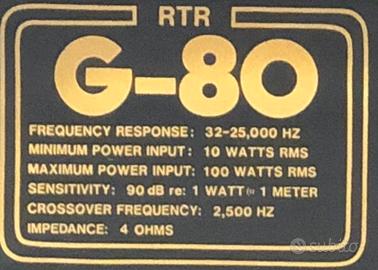 RTR
G-80
FREQUENCY RESPONSE: 32-25,000 HZ
MINIMUM POWER INPUT: 10 WATTS RMS
MAXIMUM POWER INPUT: 100 WATTS RMS
SENSITIVITY: 90 dB re: 1 WATT @ 1 METER
CROSSOVER FREQUENCY: 2,500 HZ
IMPEDANCE: 4 OHMS
subito